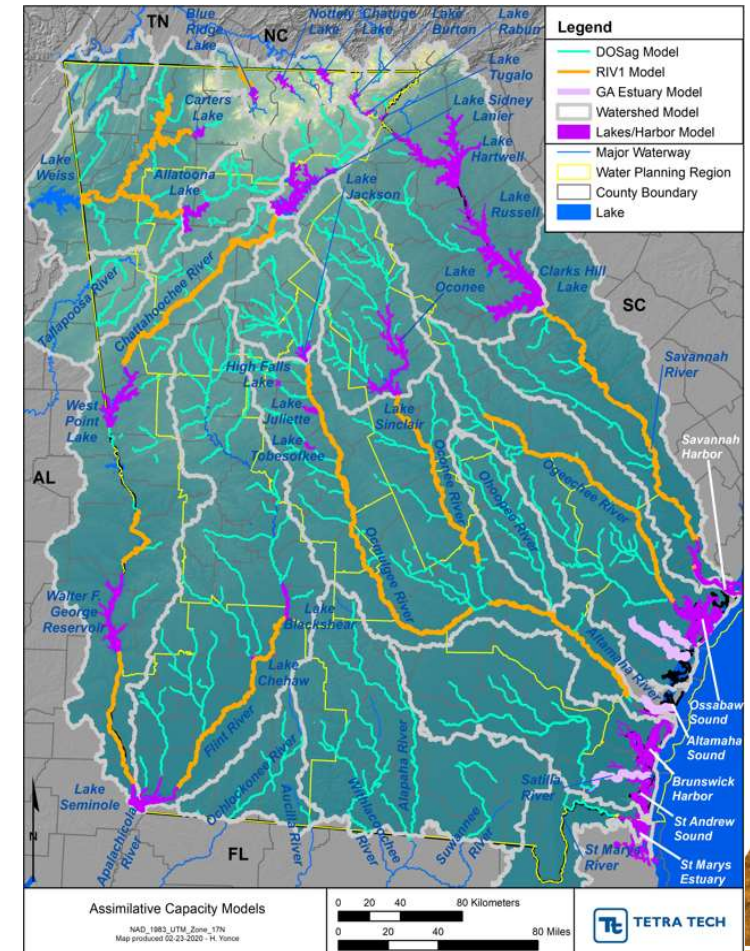 TN
Blue
Ridge
Lake
NC
Nottely
Lake
Chatuge
Lake
Lake
Burton
Lake
Rabun
Lake
Tugalo
Carters
Lake
Lake Sidney
Lanier
Lake
Hartwell
Lake
Weiss
Allatoona
Lake
Lake
Jackson
Lake
Russell
Lake
Oconee
Clarks Hill
Lake
SC
Tallapoosa River
Chattahoochee River
Savannah
River
High Falls
Lake
West
Point
Lake
Lake
Juliette
Lake
Sinclair
Lake
Tobesofkee
Savannah
Harbor
AL
Oconee River
Ohoopee River
Ogeechee River
Ocmulgee River
Walter F.
George
Reservoir
Lake
Blackshear
Lake
Chehaw
Altamaha River
Flint River
Ossabaw
Sound
Altamaha
Sound
Lake
Seminole
Ochlockonee River
Aucilla River
Withlacoochee
River
Alapaha River
Suwannee
River
Satilla
River
Brunswick
Harbor
St Andrew
Sound
Apalachicola
River
FL
St Marys
River
St Marys
Estuary
N
Legend
DOSag Model
RIV1 Model
GA Estuary Model
Watershed Model
Lakes/Harbor Model
Major Waterway
Water Planning Region
County Boundary
Lake
Assimilative Capacity Models
NAD_1983_UTM_Zone_17N
Map produced 02-23-2020 - H. Yonce
0 20 40 80 Kilometers
0 20 40 80 Miles
Tt TETRA TECH